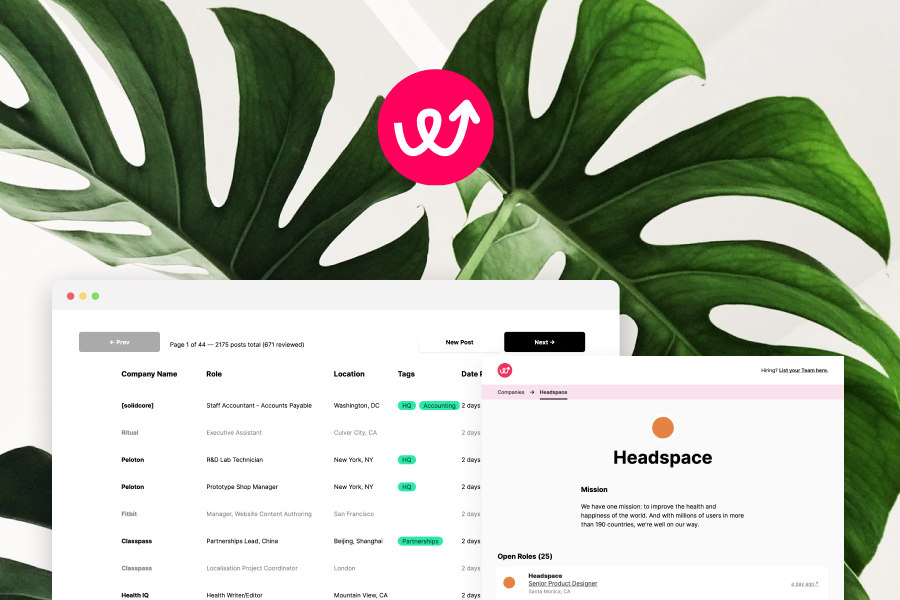 ← Prev
Page 1 of 44 — 2175 posts total (671 reviewed)
New Post
Next →
Company Name Role Location Tags Date
[solidcore] Staff Accountant - Accounts Payable Washington, DC HQ Accounting 2 days
Ritual Executive Assistant Culver City, CA 2 days
Peloton R&D Lab Technician New York, NY HQ 2 days
Peloton Prototype Shop Manager New York, NY HQ 2 days
Fitbit Manager, Website Content Authoring San Francisco 2 days
Classpass Partnerships Lead, China Beijing, Shanghai Partnerships 2 days
Classpass Localisation Project Coordinator London 2 days
Health IQ Health Writer/Editor Mountain View, CA 2 days
Hiring? List your Team here.
Companies → Headspace
Headspace
Mission
We have one mission: to improve the health and
happiness of the world. And with millions of users in more
than 190 countries, we're well on our way.
Open Roles (25)
Headspace
Senior Product Designer
a day ago↗
Santa Monica, CA